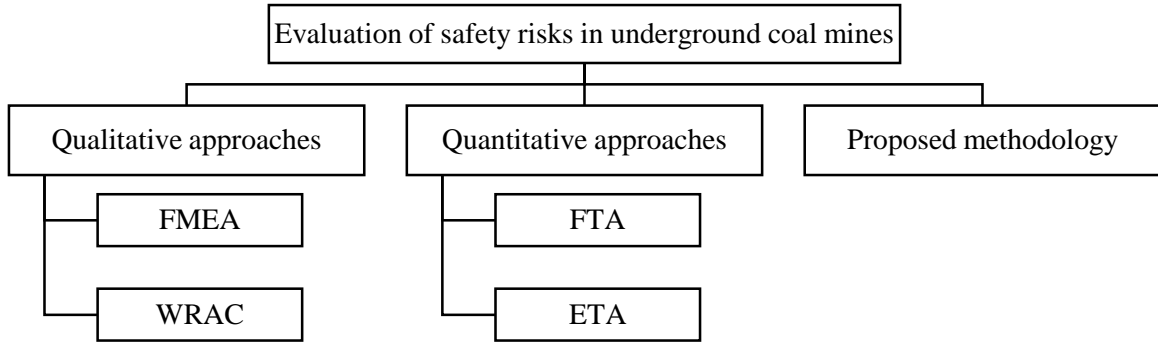 Evaluation of safety risks in underground coal mines
Qualitative approaches
Quantitative approaches
Proposed methodology
FMEA
FTA
WRAC
ETA